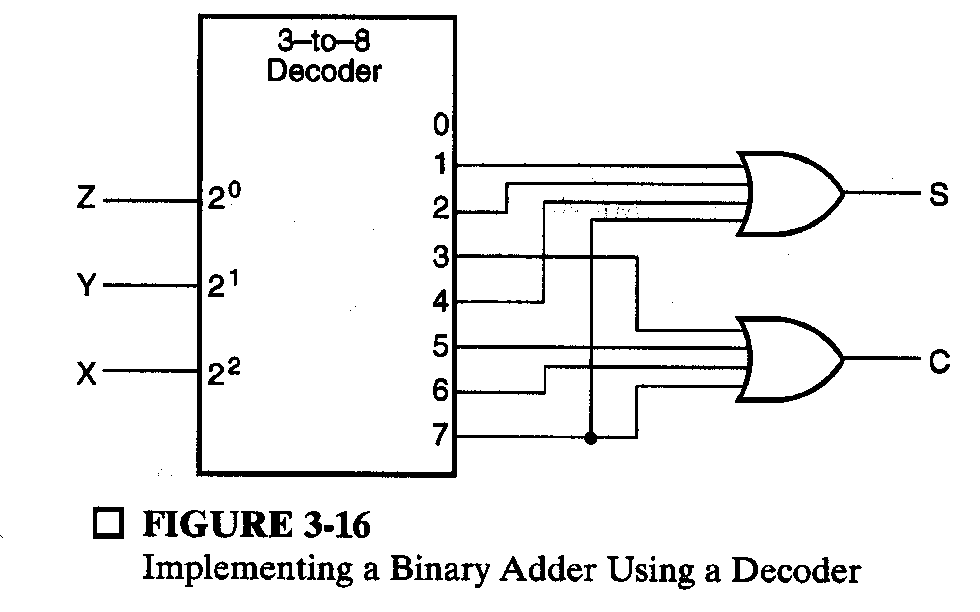 3–to–8
Decoder
0
1
2
3
4
5
6
7
Z
2⁰
Y
2¹
X
2²
S
C
FIGURE 3-16
Implementing a Binary Adder Using a Decoder